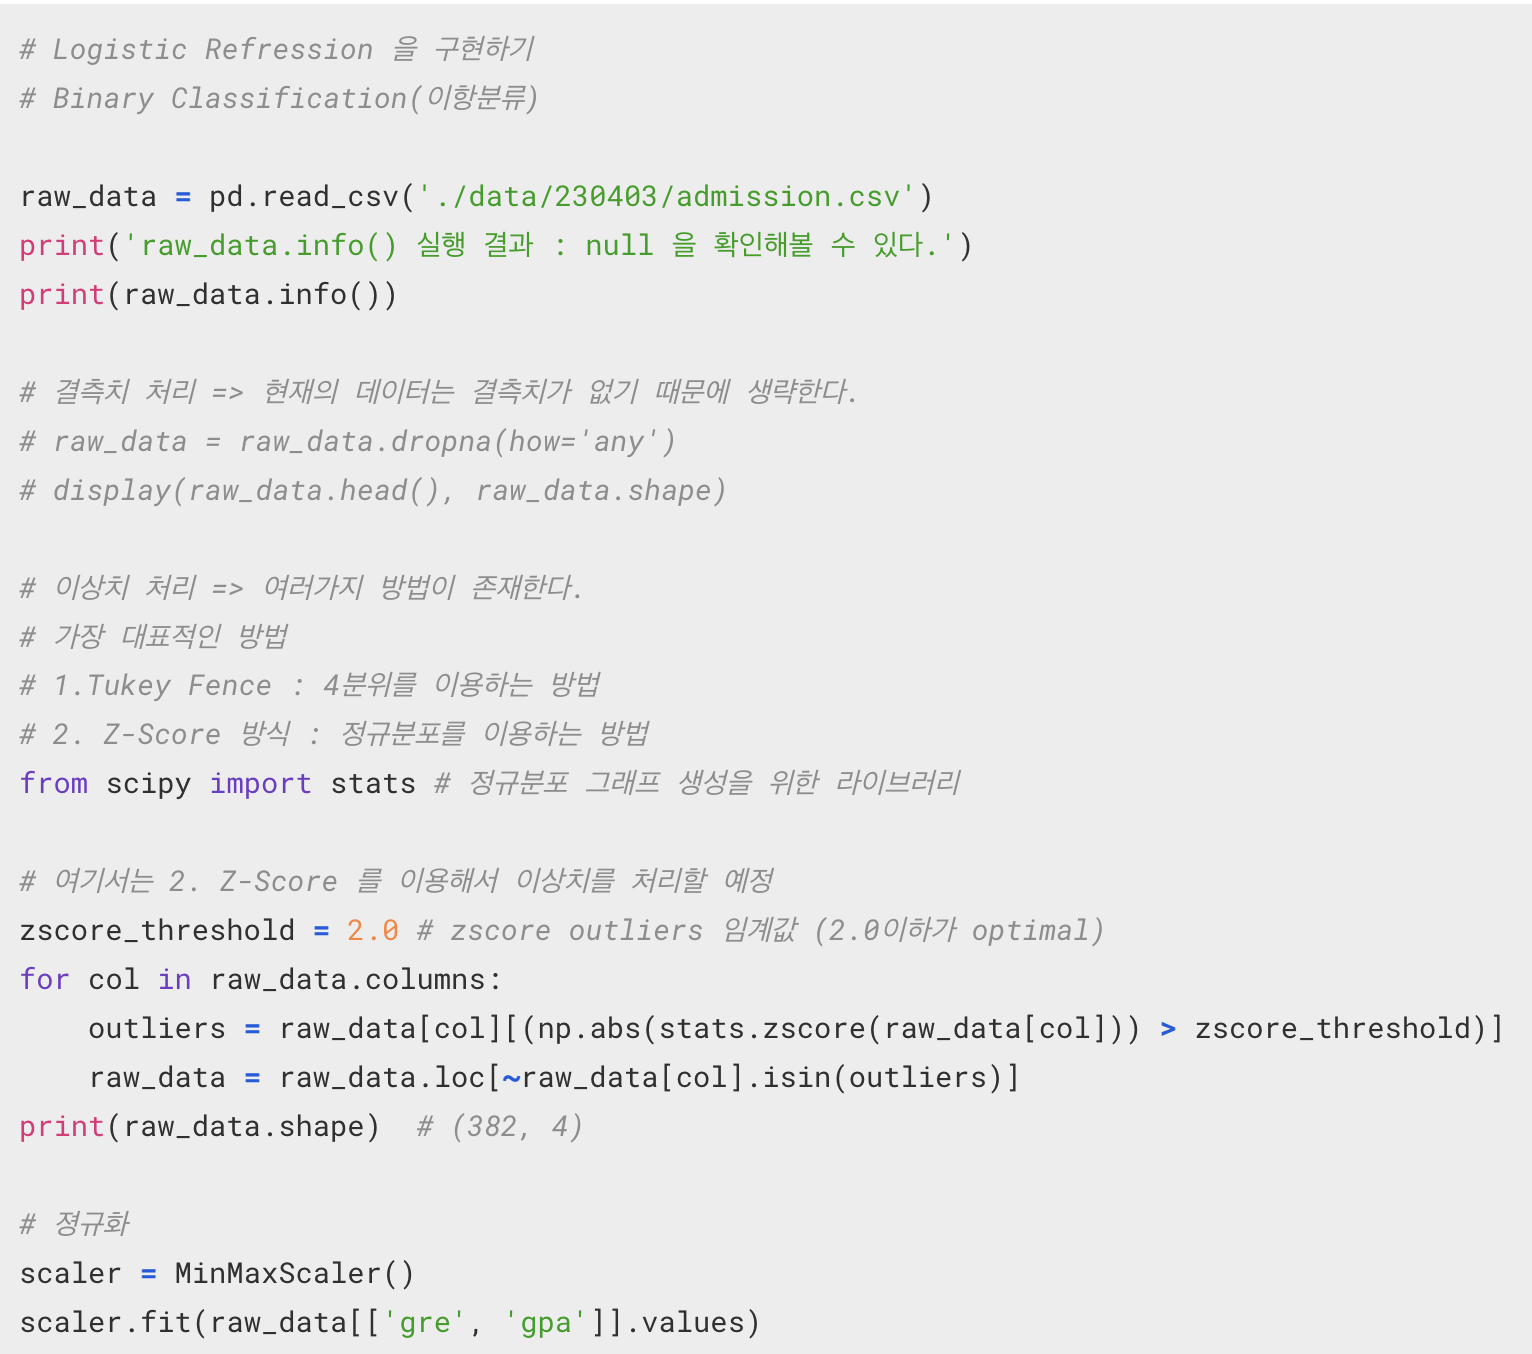 # Logistic Refression 을 구현하기
# Binary Classification(이항분류)
raw_data = pd.read_csv('./data/230403/admission.csv')
print('raw_data.info() 실행 결과 : null 을 확인해볼 수 있다.')
print(raw_data.info())
# 결측치 처리 => 현재의 데이터는 결측치가 없기 때문에 생략한다.
# raw_data = raw_data.dropna(how='any')
# display(raw_data.head(), raw_data.shape)
# 이상치 처리 => 여러가지 방법이 존재한다.
# 가장 대표적인 방법
# 1.Tukey Fence : 4분위를 이용하는 방법
# 2. Z-Score 방식 : 정규분포를 이용하는 방법
from scipy import stats # 정규분포 그래프 생성을 위한 라이브러리
# 여기서는 2. Z-Score 를 이용해서 이상치를 처리할 예정
zscore_threshold = 2.0 # zscore outliers 임계값 (2.0이하가 optimal)
for col in raw_data.columns:
    outliers = raw_data[col][(np.abs(stats.zscore(raw_data[col])) > zscore_threshold)]
    raw_data = raw_data.loc[~raw_data[col].isin(outliers)]
print(raw_data.shape)  # (382, 4)
# 졍규화
scaler = MinMaxScaler()
scaler.fit(raw_data[['gre', 'gpa']].values)